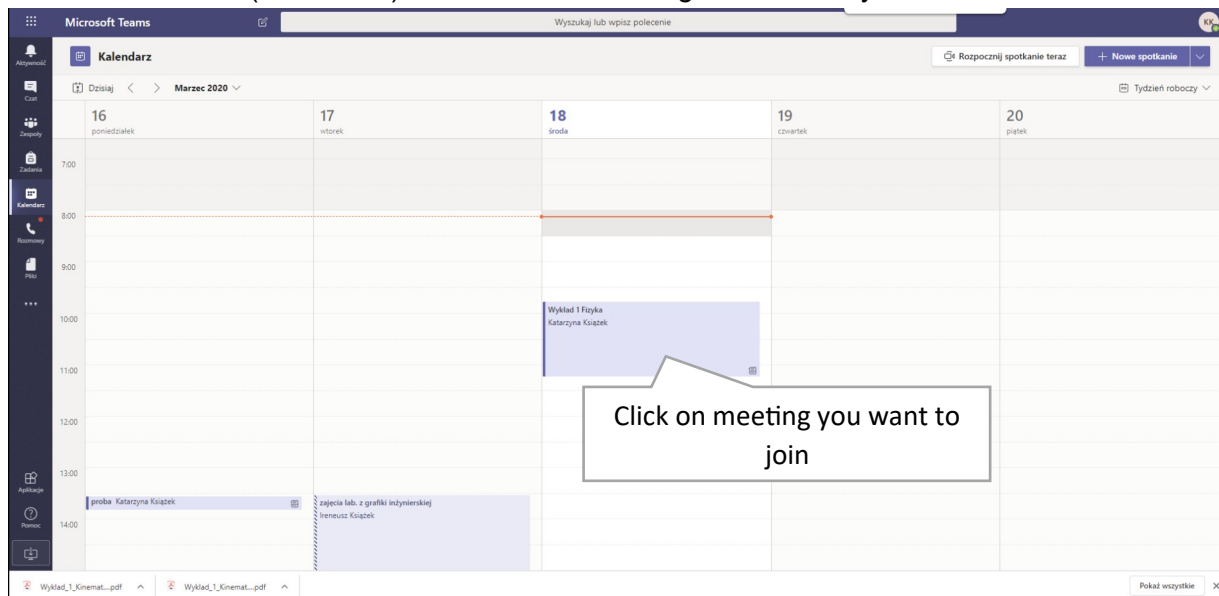 Microsoft Teams
Wyszukaj lub wpisz polecenie
KK
Aktywność
Kalendarz
Rozpocznij spotkanie teraz
+ Nowe spotkanie
Czat
Dzisiaj < > Marzec 2020
Tydzień roboczy
Zespoły
16
poniedziałek
17
wtorek
18
środa
19
czwartek
20
piątek
Zadania
7:00
Kalendarz
8:00
Rozmowy
9:00
Pliki
10:00
Wykład 1 Fizyka
Katarzyna Książek
11:00
Click on meeting you want to
join
12:00
13:00
Aplikacje
proba Katarzyna Książek
zajęcia lab. z grafiki inżynierskiej
Ireneusz Książek
Pomoc
14:00
Wyklad_1_Kinemat....pdf
Wyklad_1_Kinemat....pdf
Pokaż wszystkie